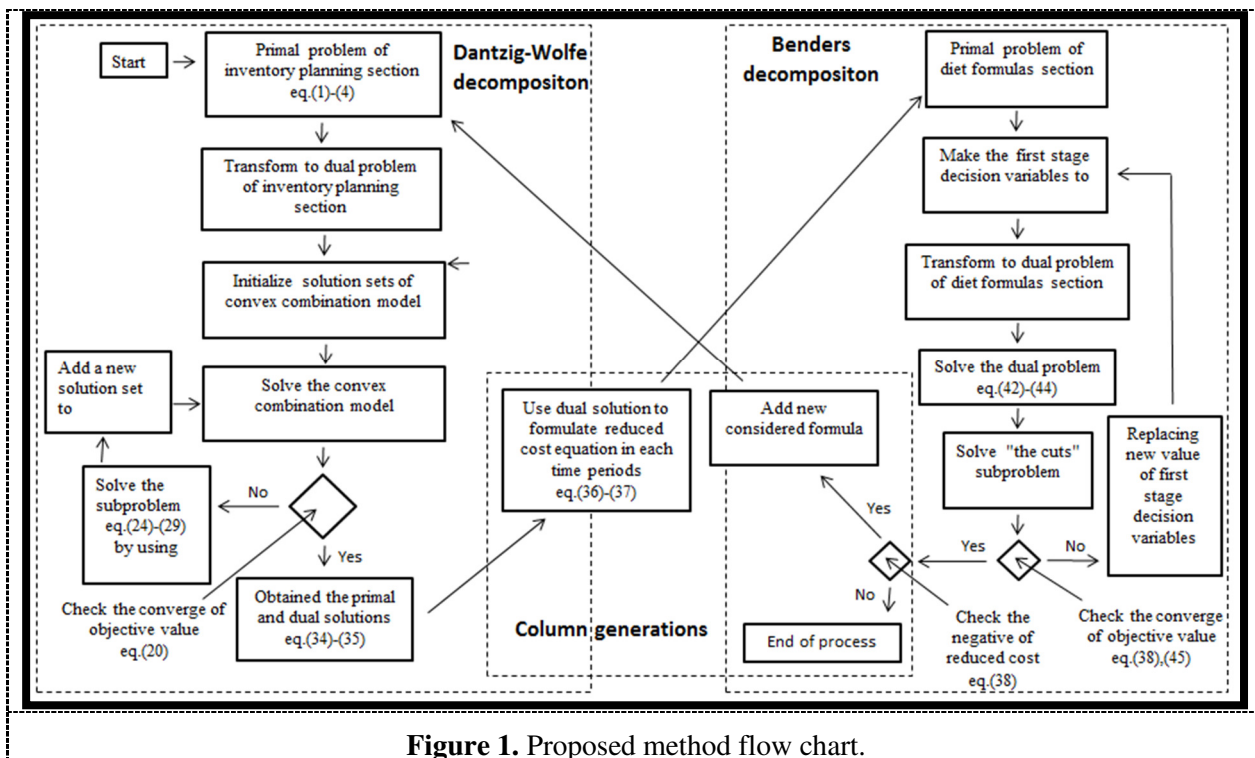 Start
Primal problem of
inventory planning section
eq.(1)-(4)
Dantzig-Wolfe
decompositon
Transform to dual problem
of inventory planning
section
Initialize solution sets of
convex combination model
Add a new
solution set
to
Solve the convex
combination model
Solve the
subproblem
eq.(24)-(29)
by using
No
Yes
Check the converge of
objective value
eq.(20)
Obtained the primal
and dual solutions
eq.(34)-(35)
Use dual solution to
formulate reduced
cost equation in each
time periods
eq.(36)-(37)
Column generations
Add new
considered formula
Yes
No
End of process
Check the
negative of
reduced cost
eq.(38)
Benders
decompositon
Primal problem of
diet formulas section
Make the first stage
decision variables to
Transform to dual problem
of diet formulas section
Solve the dual problem
eq.(42)-(44)
Solve "the cuts"
subproblem
Yes
No
Replacing
new value
of first
stage
decision
variables
Check the converge
of objective value
eq.(38),(45)
Figure 1. Proposed method flow chart.